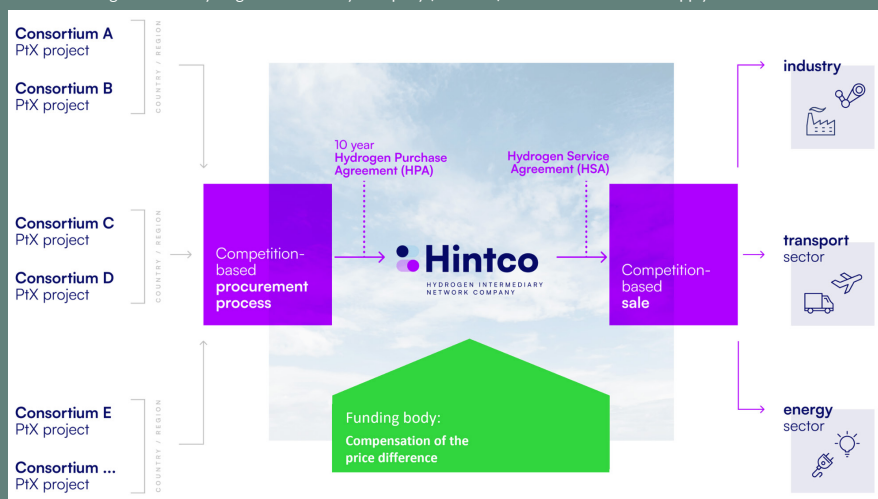 Consortium A
PtX project
Consortium B
PtX project
COUNTRY / REGION
Consortium C
PtX project
Consortium D
PtX project
COUNTRY / REGION
Consortium E
PtX project
Consortium ...
PtX project
COUNTRY / REGION
Competition-
based
procurement
process
10 year
Hydrogen Purchase
Agreement (HPA)
Hintco
HYDROGEN INTERMEDIARY
NETWORK COMPANY
Hydrogen Service
Agreement (HSA)
Competition-
based
sale
Funding body:
Compensation of the
price difference
industry
transport
sector
energy
sector